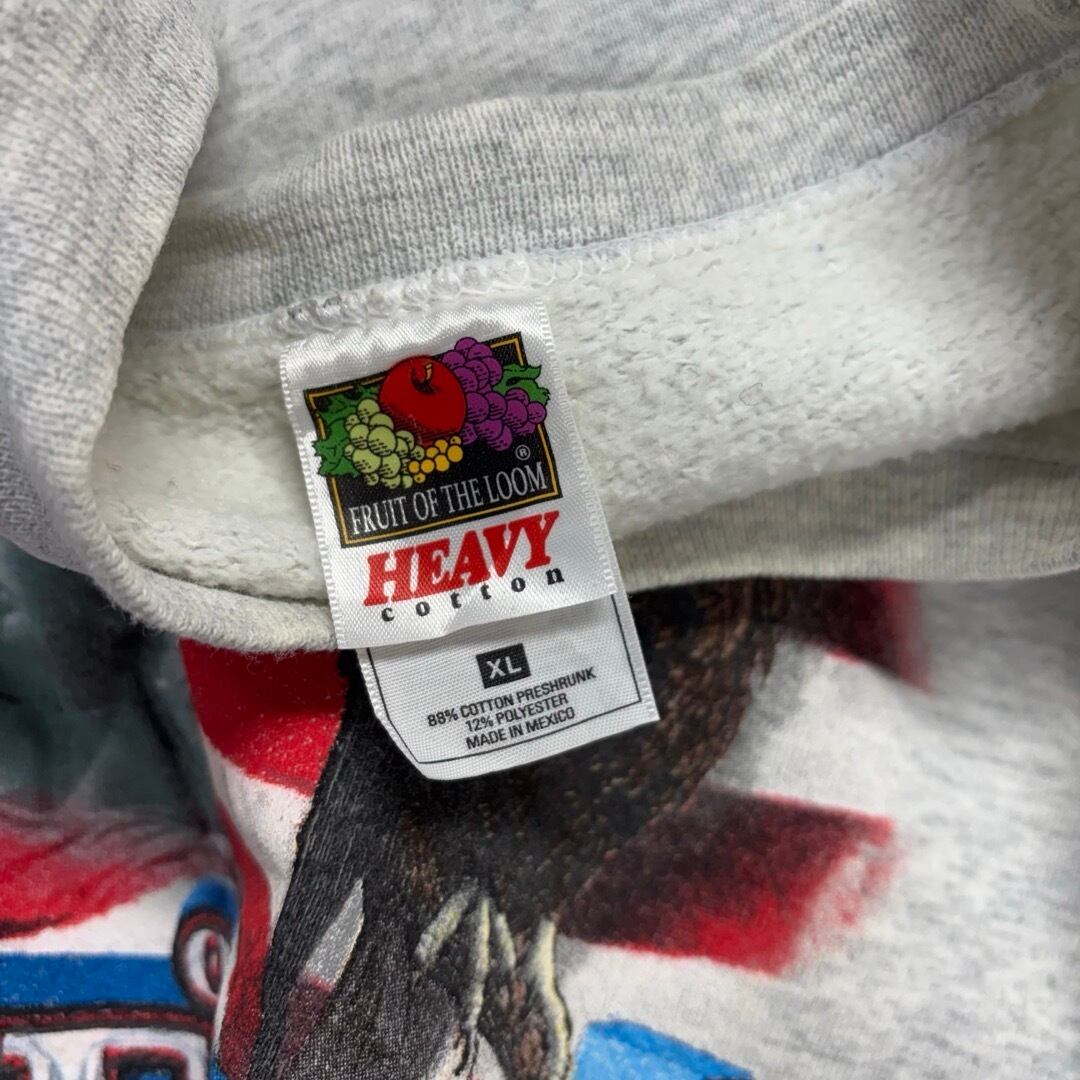 ®
FRUIT OF THE LOOM
HEAVY
cotton
XL
88% COTTON PRESHRUNK
12% POLYESTER
MADE IN MEXICO